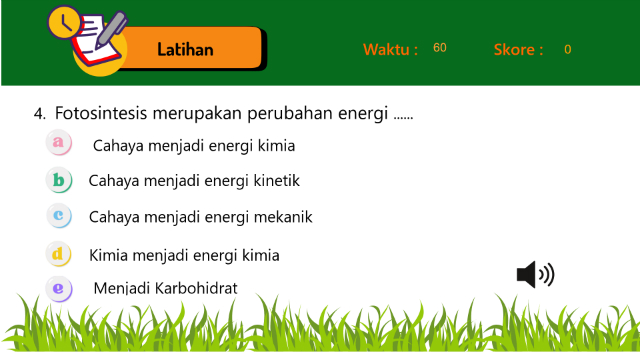 Latihan
Waktu : 60
Skore : 0
4. Fotosintesis merupakan perubahan energi ......
a Cahaya menjadi energi kimia
b Cahaya menjadi energi kinetik
c Cahaya menjadi energi mekanik
d Kimia menjadi energi kimia
e Menjadi Karbohidrat